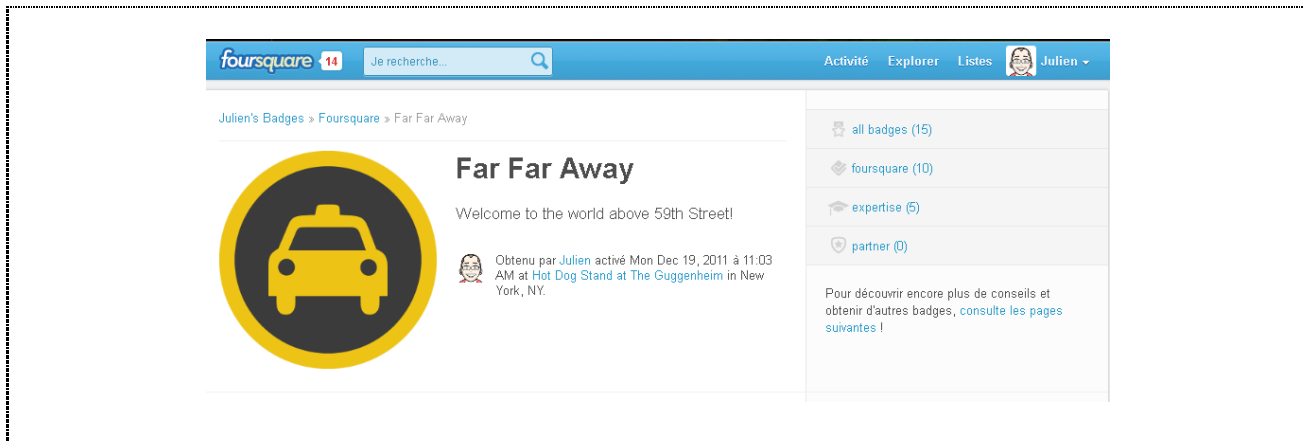 foursquare 14 Je recherche... Activité Explorer Listes Julien
Julien's Badges » Foursquare » Far Far Away
Far Far Away
Welcome to the world above 59th Street!
Obtenu par Julien activé Mon Dec 19, 2011 à 11:03
AM at Hot Dog Stand at The Guggenheim in New
York, NY.
all badges (15)
foursquare (10)
expertise (5)
partner (0)
Pour découvrir encore plus de conseils et
obtenir d'autres badges, consulte les pages
suivantes !